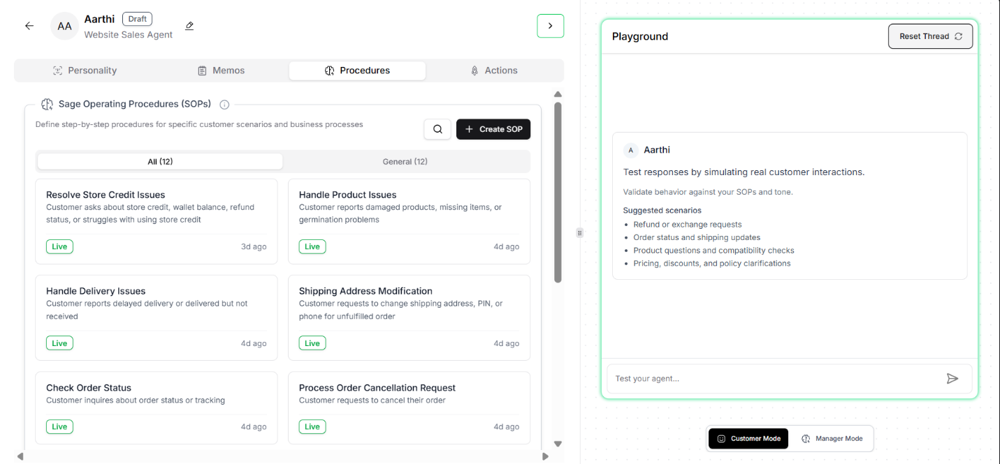 AA
Aarthi
Draft
Website Sales Agent
Personality
Memos
Procedures
Actions
Sage Operating Procedures (SOPs)
Define step-by-step procedures for specific customer scenarios and business processes
Create SOP
All (12)
General (12)
Resolve Store Credit Issues
Customer asks about store credit, wallet balance, refund
status, or struggles with using store credit
Live
3d ago
Handle Product Issues
Customer reports damaged products, missing items, or
germination problems
Live
4d ago
Handle Delivery Issues
Customer reports delayed delivery or delivered but not
received
Live
4d ago
Shipping Address Modification
Customer requests to change shipping address, PIN, or
phone for unfulfilled order
Live
4d ago
Check Order Status
Customer inquires about order status or tracking
Live
4d ago
Process Order Cancellation Request
Customer requests to cancel their order
Live
4d ago
Playground
Reset Thread
A
Aarthi
Test responses by simulating real customer interactions.
Validate behavior against your SOPs and tone.
Suggested scenarios
• Refund or exchange requests
• Order status and shipping updates
• Product questions and compatibility checks
• Pricing, discounts, and policy clarifications
Test your agent...
Customer Mode
Manager Mode